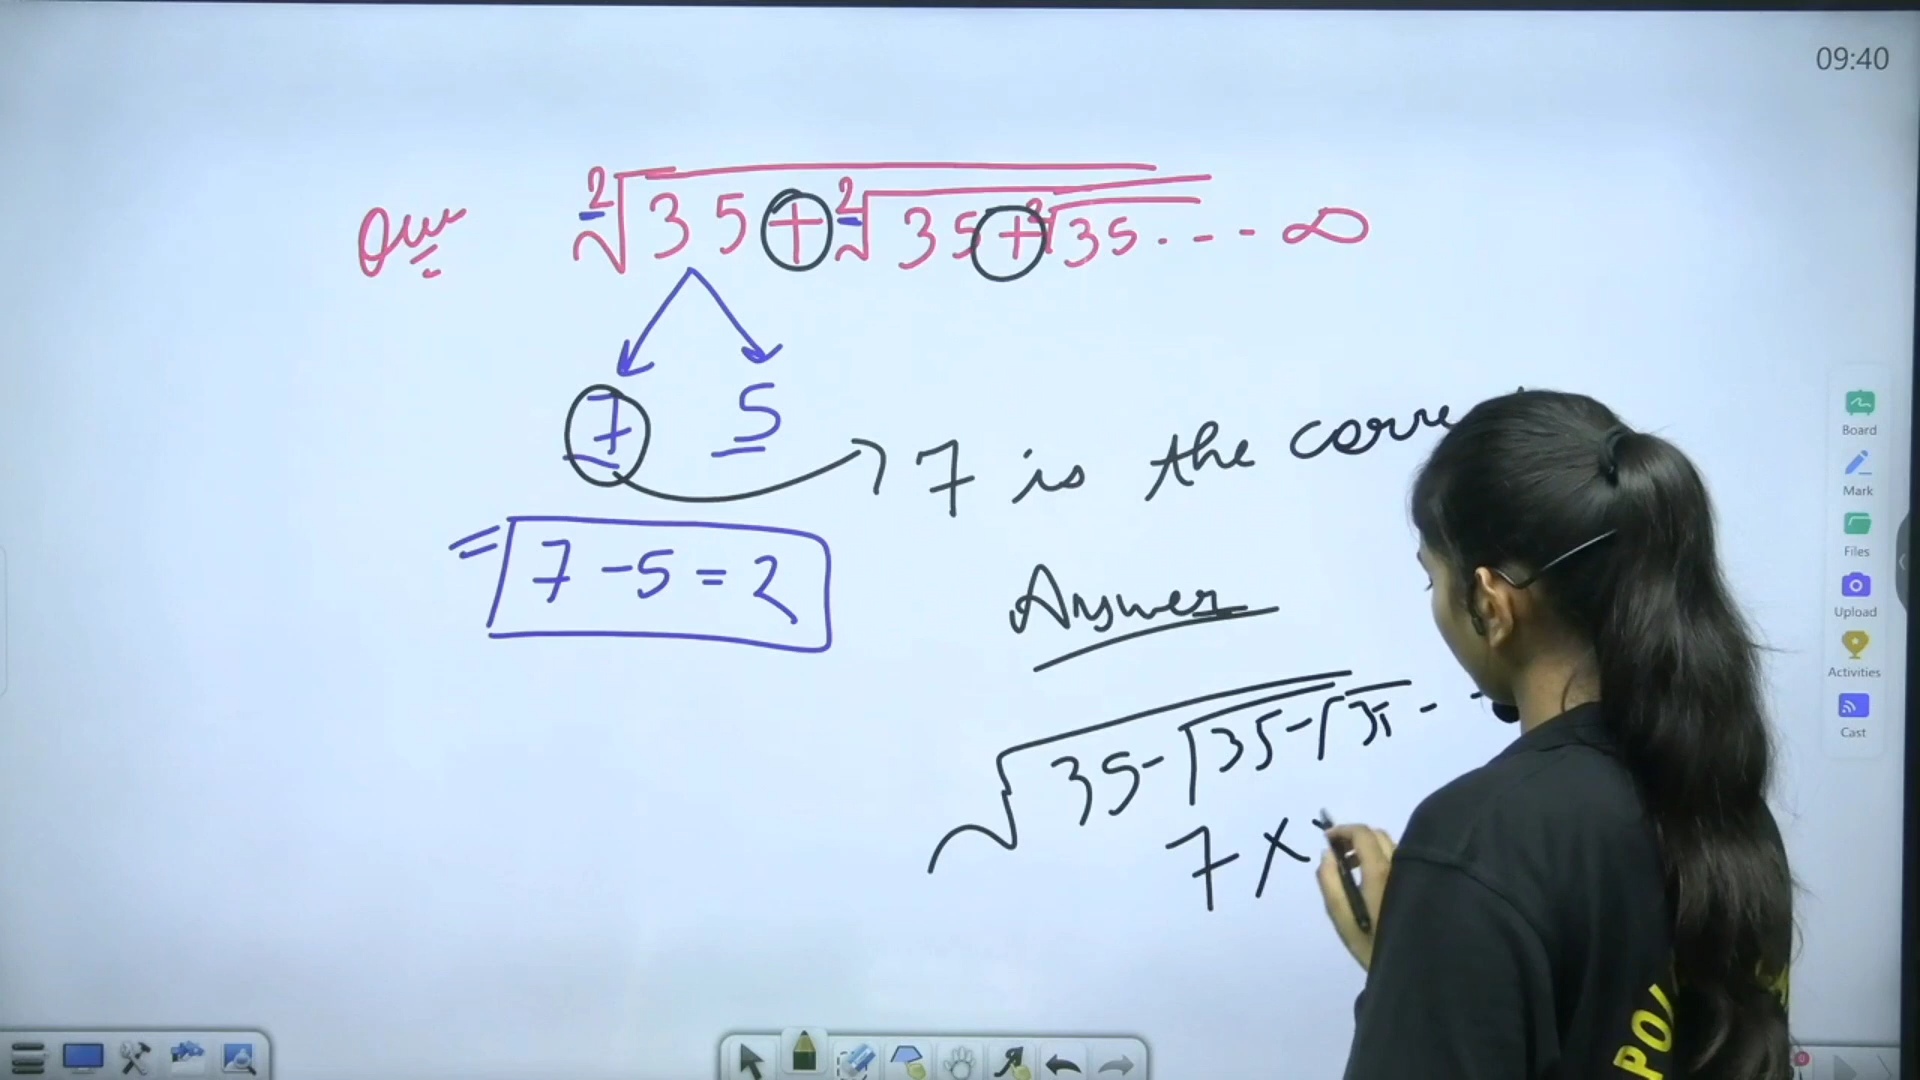 09:40
Que ²√35 + ²√35 + ²√35 - - - ∞
7 5
7 is the corre
= 7 - 5 = 2
Answer
√35 - √35 - √35 - -
7 ×
Board
Mark
Files
Upload
Activities
Cast